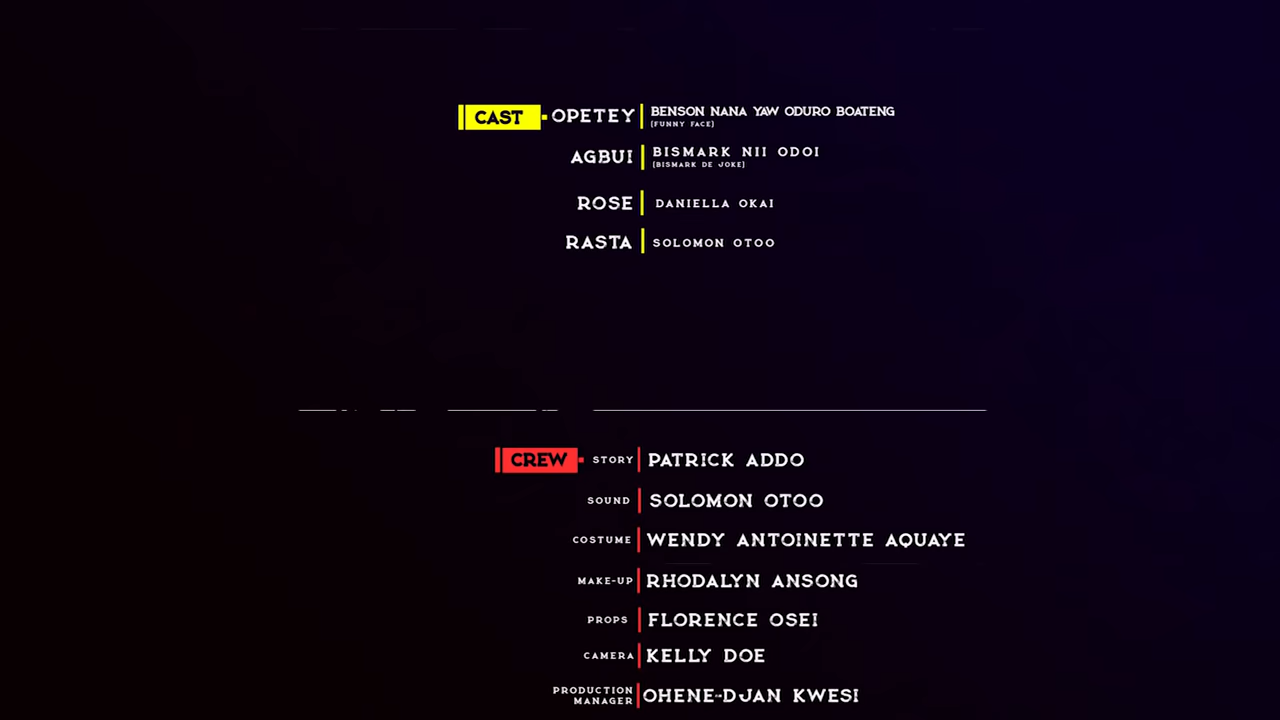 CAST OPETEY BENSON NANA YAW ODURO BOATENG
(FUNNY FACE)
AGBUI BISMARK NII ODOI
(BISMARK DE JOKE)
ROSE DANIELLA OKAI
RASTA SOLOMON OTOO
CREW STORY PATRICK ADDO
SOUND SOLOMON OTOO
COSTUME WENDY ANTOINETTE AQUAYE
MAKE-UP RHODALYN ANSONG
PROPS FLORENCE OSEI
CAMERA KELLY DOE
PRODUCTION
MANAGER OHENE-DJAN KWESI